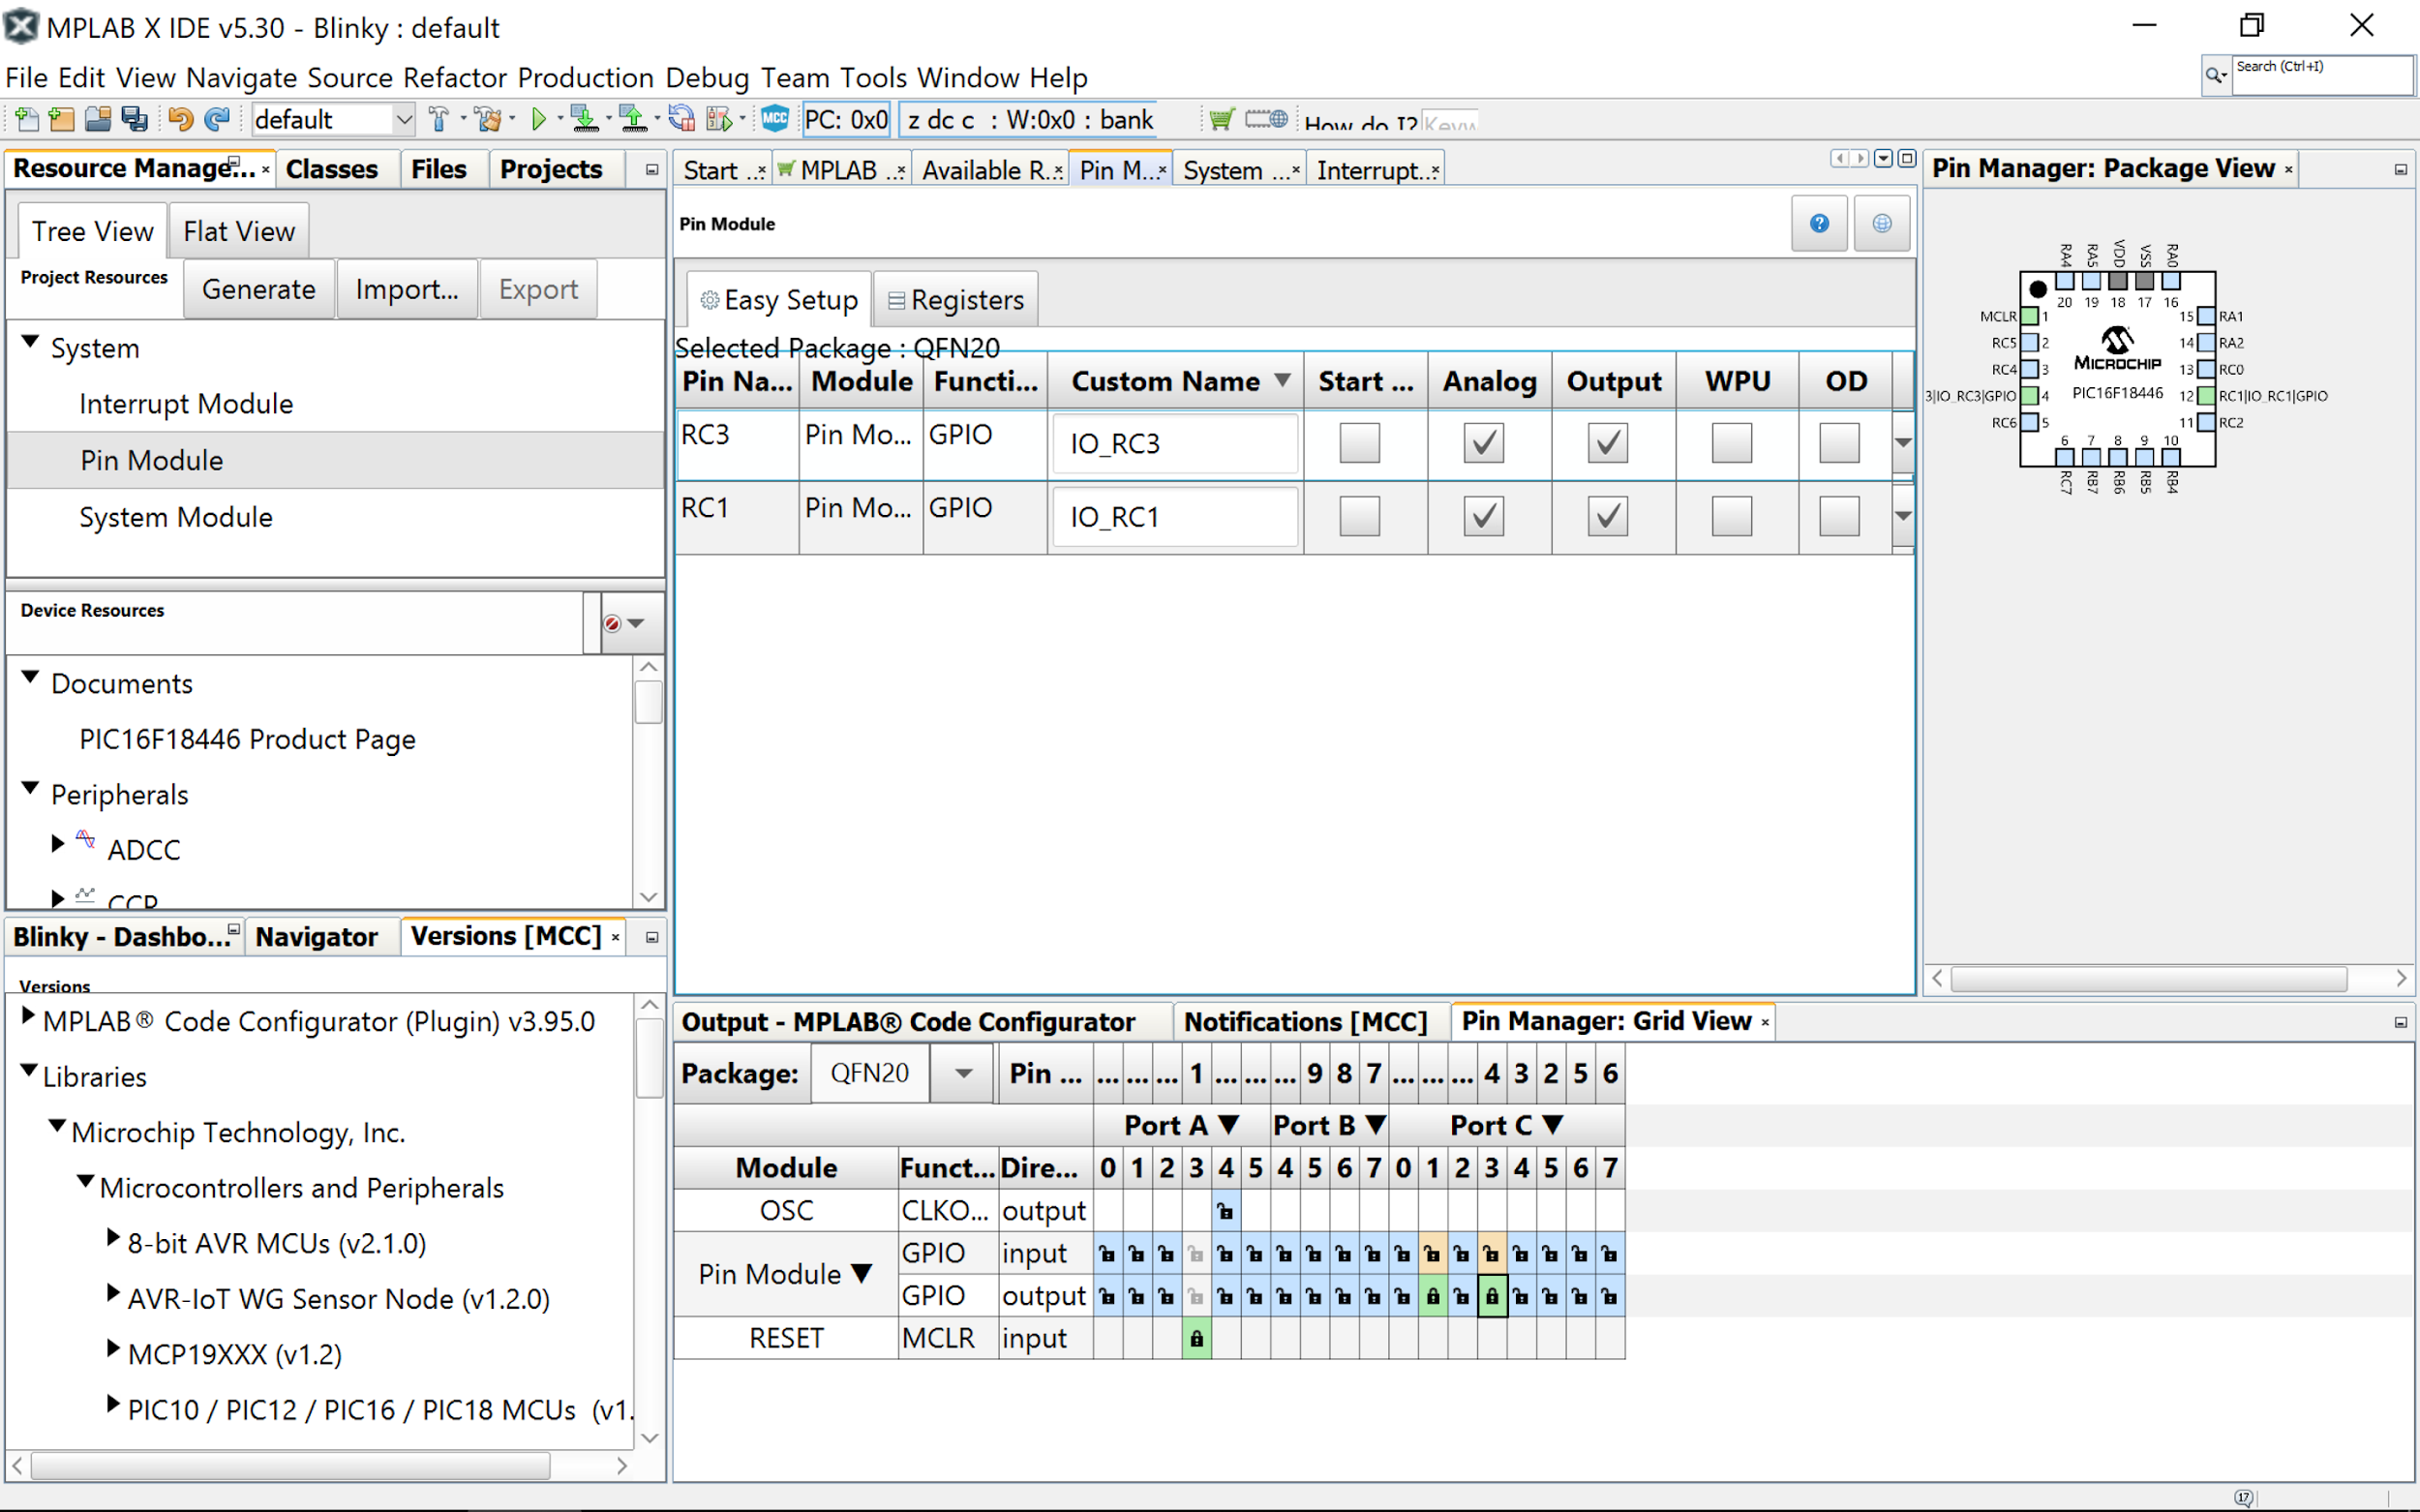 MPLAB X IDE v5.30 - Blinky : default
File Edit View Navigate Source Refactor Production Debug Team Tools Window Help
Search (Ctrl+I)
default
MCC
PC: 0x0
z dc c : W:0x0 : bank
How do I?
Resource Manage...
Classes
Files
Projects
Tree View
Flat View
Project Resources
Generate
Import...
Export
System
Interrupt Module
Pin Module
System Module
Device Resources
Documents
PIC16F18446 Product Page
Peripherals
ADCC
CCP
Blinky - Dashbo...
Navigator
Versions [MCC]
Versions
MPLAB® Code Configurator (Plugin) v3.95.0
Libraries
Microchip Technology, Inc.
Microcontrollers and Peripherals
8-bit AVR MCUs (v2.1.0)
AVR-IoT WG Sensor Node (v1.2.0)
MCP19XXX (v1.2)
PIC10 / PIC12 / PIC16 / PIC18 MCUs (v1.
Start ...
MPLAB ...
Available R...
Pin M...
System ...
Interrupt...
Pin Module
Easy Setup
Registers
Selected Package : QFN20
Pin Na... Module Functi... Custom Name Start ... Analog Output WPU OD
RC3 Pin Mo... GPIO IO_RC3
RC1 Pin Mo... GPIO IO_RC1
Pin Manager: Package View
RA4 RA5 VDD VSS RA0
20 19 18 17 16
MCLR 1 15 RA1
RC5 2 14 RA2
RC4 3 MICROCHIP 13 RC0
3|IO_RC3|GPIO 4 PIC16F18446 12 RC1|IO_RC1|GPIO
RC6 5 11 RC2
6 7 8 9 10
RC7 RB7 RB6 RB5 RB4
Output - MPLAB® Code Configurator
Notifications [MCC]
Pin Manager: Grid View
Package: QFN20 Pin ... ... ... ... 1 ... ... ... 9 8 7 ... ... ... 4 3 2 5 6
Port A ▼ Port B ▼ Port C ▼
Module Funct... Dire... 0 1 2 3 4 5 4 5 6 7 0 1 2 3 4 5 6 7
OSC CLKO... output
Pin Module ▼
GPIO input
GPIO output
RESET MCLR input
17